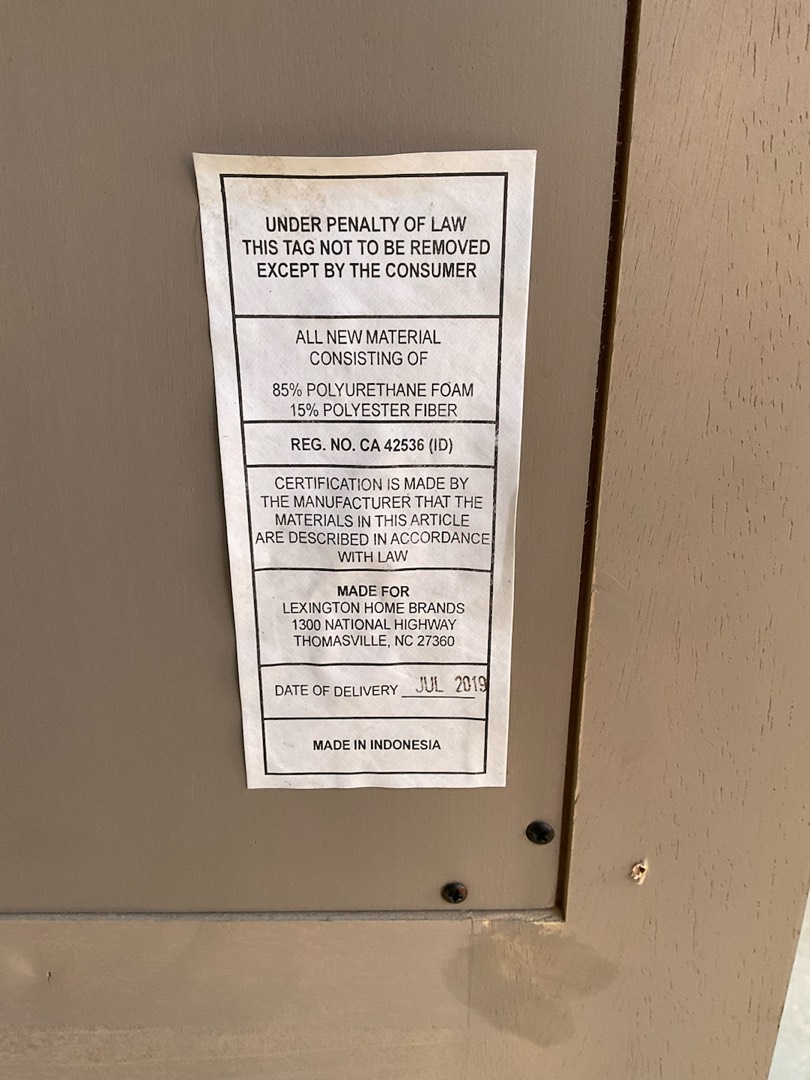 UNDER PENALTY OF LAW
THIS TAG NOT TO BE REMOVED
EXCEPT BY THE CONSUMER
ALL NEW MATERIAL
CONSISTING OF
85% POLYURETHANE FOAM
15% POLYESTER FIBER
REG. NO. CA 42536 (ID)
CERTIFICATION IS MADE BY
THE MANUFACTURER THAT THE
MATERIALS IN THIS ARTICLE
ARE DESCRIBED IN ACCORDANCE
WITH LAW
MADE FOR
LEXINGTON HOME BRANDS
1300 NATIONAL HIGHWAY
THOMASVILLE, NC 27360
DATE OF DELIVERY JUL 2019
MADE IN INDONESIA